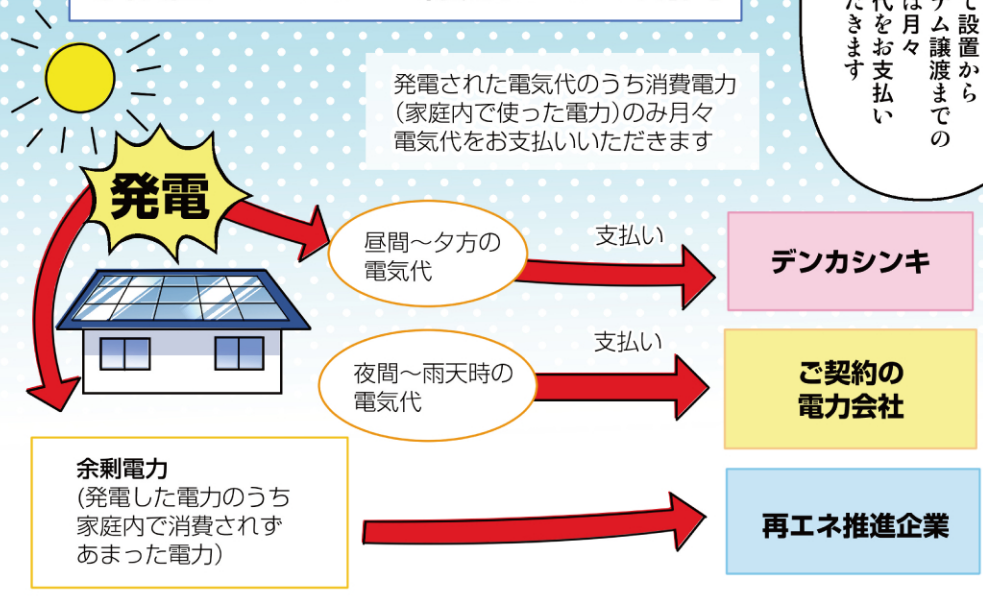 て設置から
ム譲渡までの
は月々
代をお支払い
だきます
発電された電気代のうち消費電力
（家庭内で使った電力）のみ月々
電気代をお支払いいただきます
発電
昼間～夕方の
電気代
支払い
デンカシンキ
夜間～雨天時の
電気代
支払い
ご契約の
電力会社
余剰電力
(発電した電力のうち
家庭内で消費されず
あまった電力)
再エネ推進企業